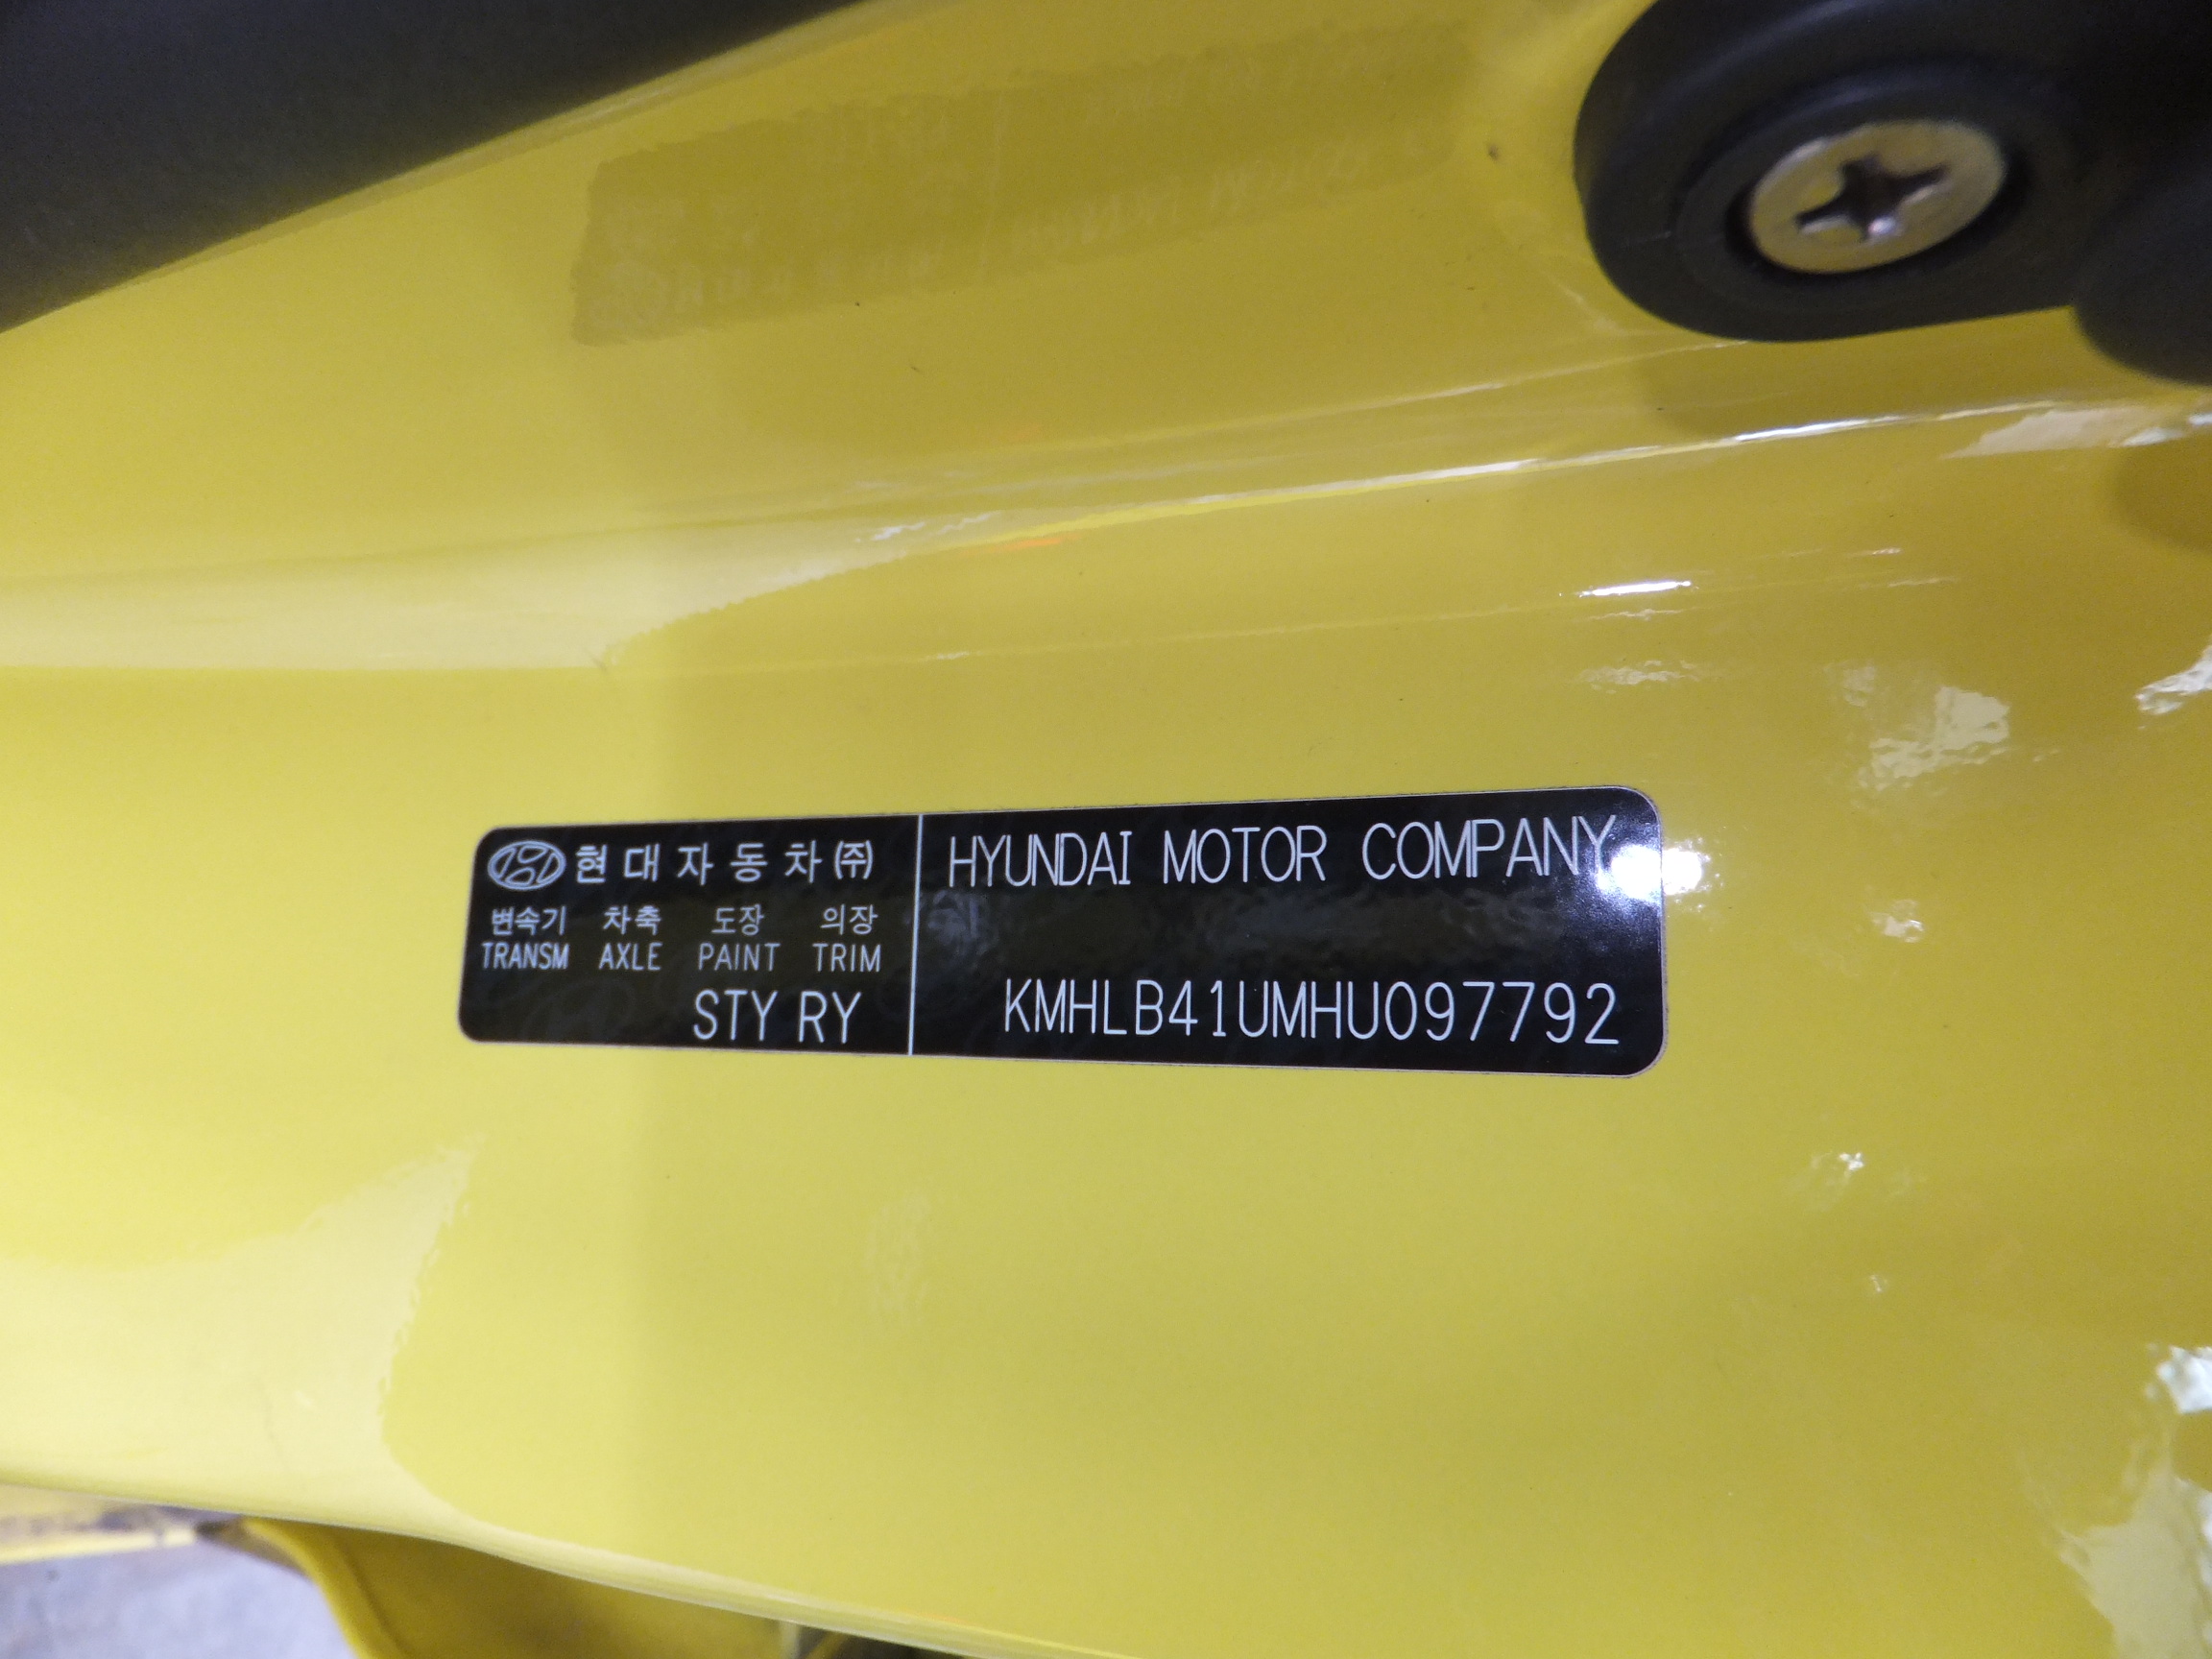 현대자동차㈜
변속기 차축 도장 의장
TRANSM AXLE PAINT TRIM
STY RY
HYUNDAI MOTOR COMPANY
KMHLB41UMHU097792